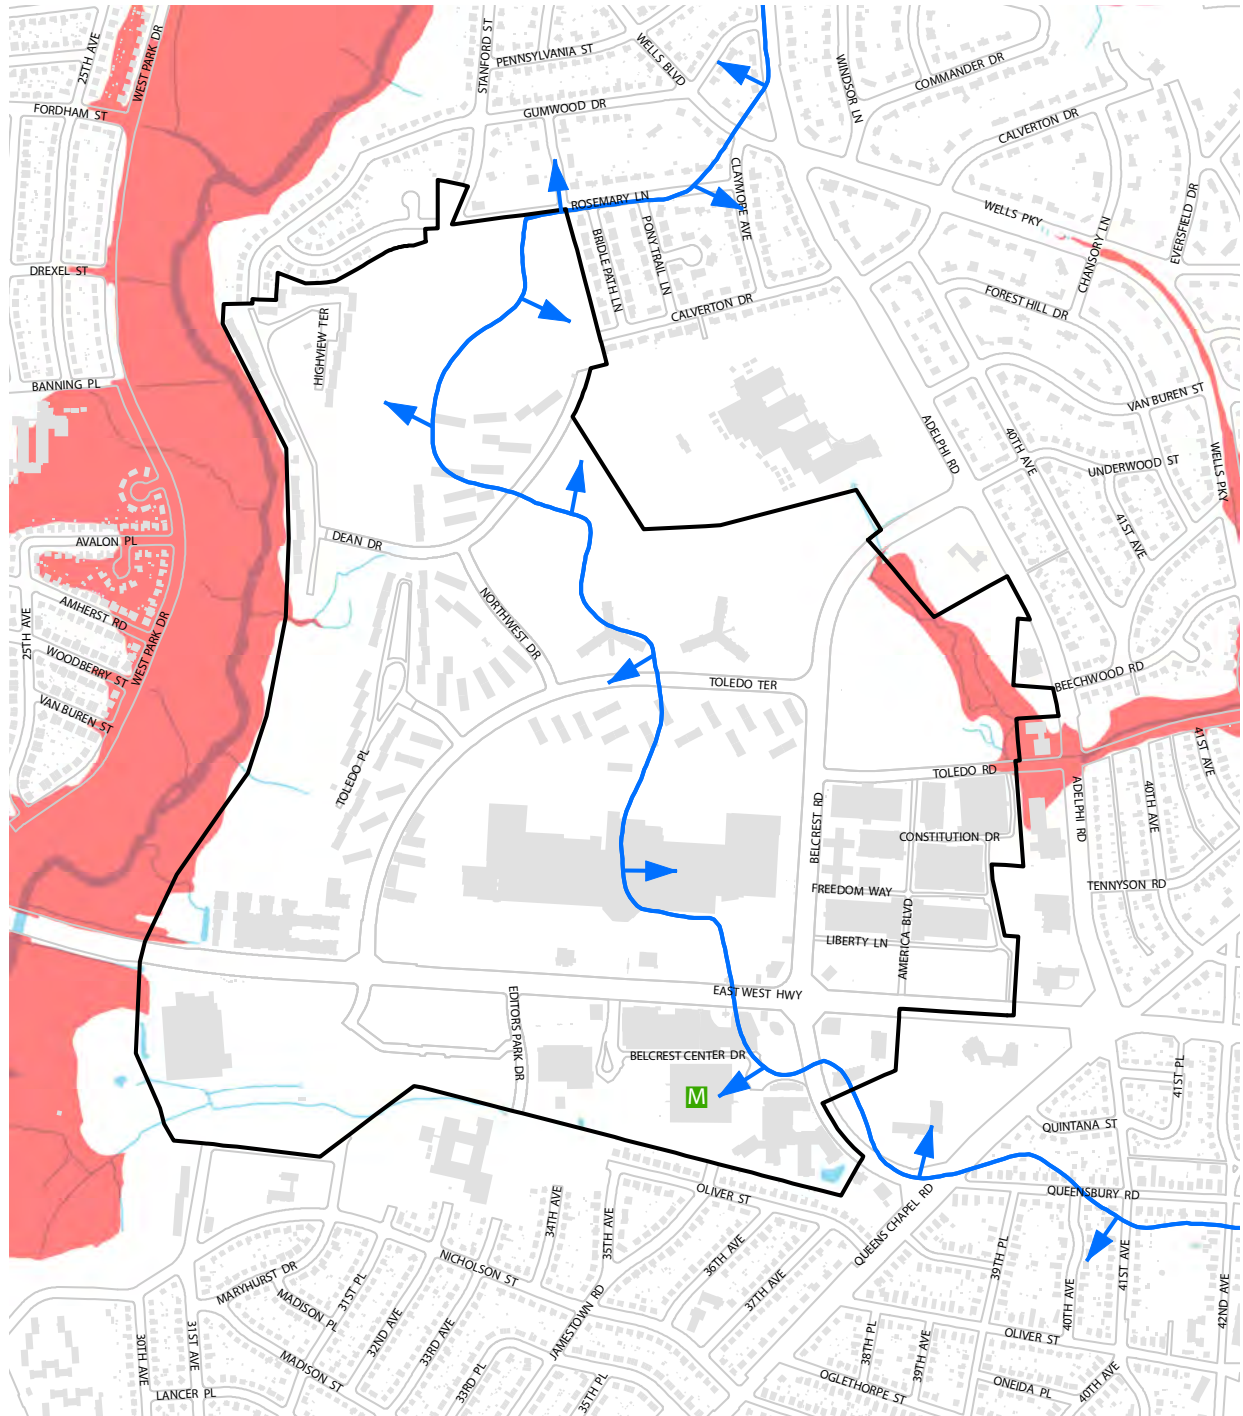 25TH AVE
WEST PARK DR
STANFORD ST
PENNSYLVANIA ST
WELLS BLVD
WINDSOR LN
COMMANDER DR
FORDHAM ST
GUMWOOD DR
CALVERTON DR
CLAYMORE AVE
ROSEMARY LN
EVERSFIELD DR
WELLS PKY
CHANSORY LN
BRIDLE PATH LN
PONY TRAIL LN
DREXEL ST
FOREST HILL DR
CALVERTON DR
HIGHVIEW TER
BANNING PL
VAN BUREN ST
ADELPHI RD
40TH AVE
UNDERWOOD ST
WELLS PKY
41ST AVE
AVALON PL
DEAN DR
AMHERST RD
25TH AVE
WEST PARK DR
NORTHWEST DR
WOODBERRY ST
BEECHWOOD RD
TOLEDO TER
VAN BUREN ST
41ST AVE
TOLEDO PL
TOLEDO RD
BELCREST RD
ADELPHI RD
40TH AVE
CONSTITUTION DR
TENNYSON RD
FREEDOM WAY
AMERICA BLVD
LIBERTY LN
EAST WEST HWY
EDITORS PARK DR
BELCREST CENTER DR
41ST PL
M
QUINTANA ST
OLIVER ST
QUEENSBURY RD
QUEENS CHAPEL RD
34TH AVE
35TH AVE
36TH AVE
37TH AVE
39TH PL
40TH AVE
41ST AVE
42ND AVE
NICHOLSON ST
MARYHURST DR
31ST PL
MADISON PL
JAMESTOWN RD
32ND AVE
33RD AVE
OLIVER ST
30TH AVE
31ST AVE
38TH PL
39TH AVE
MADISON ST
33RD PL
35TH PL
OGLETHORPE ST
ONEIDA PL
40TH AVE
LANCER PL